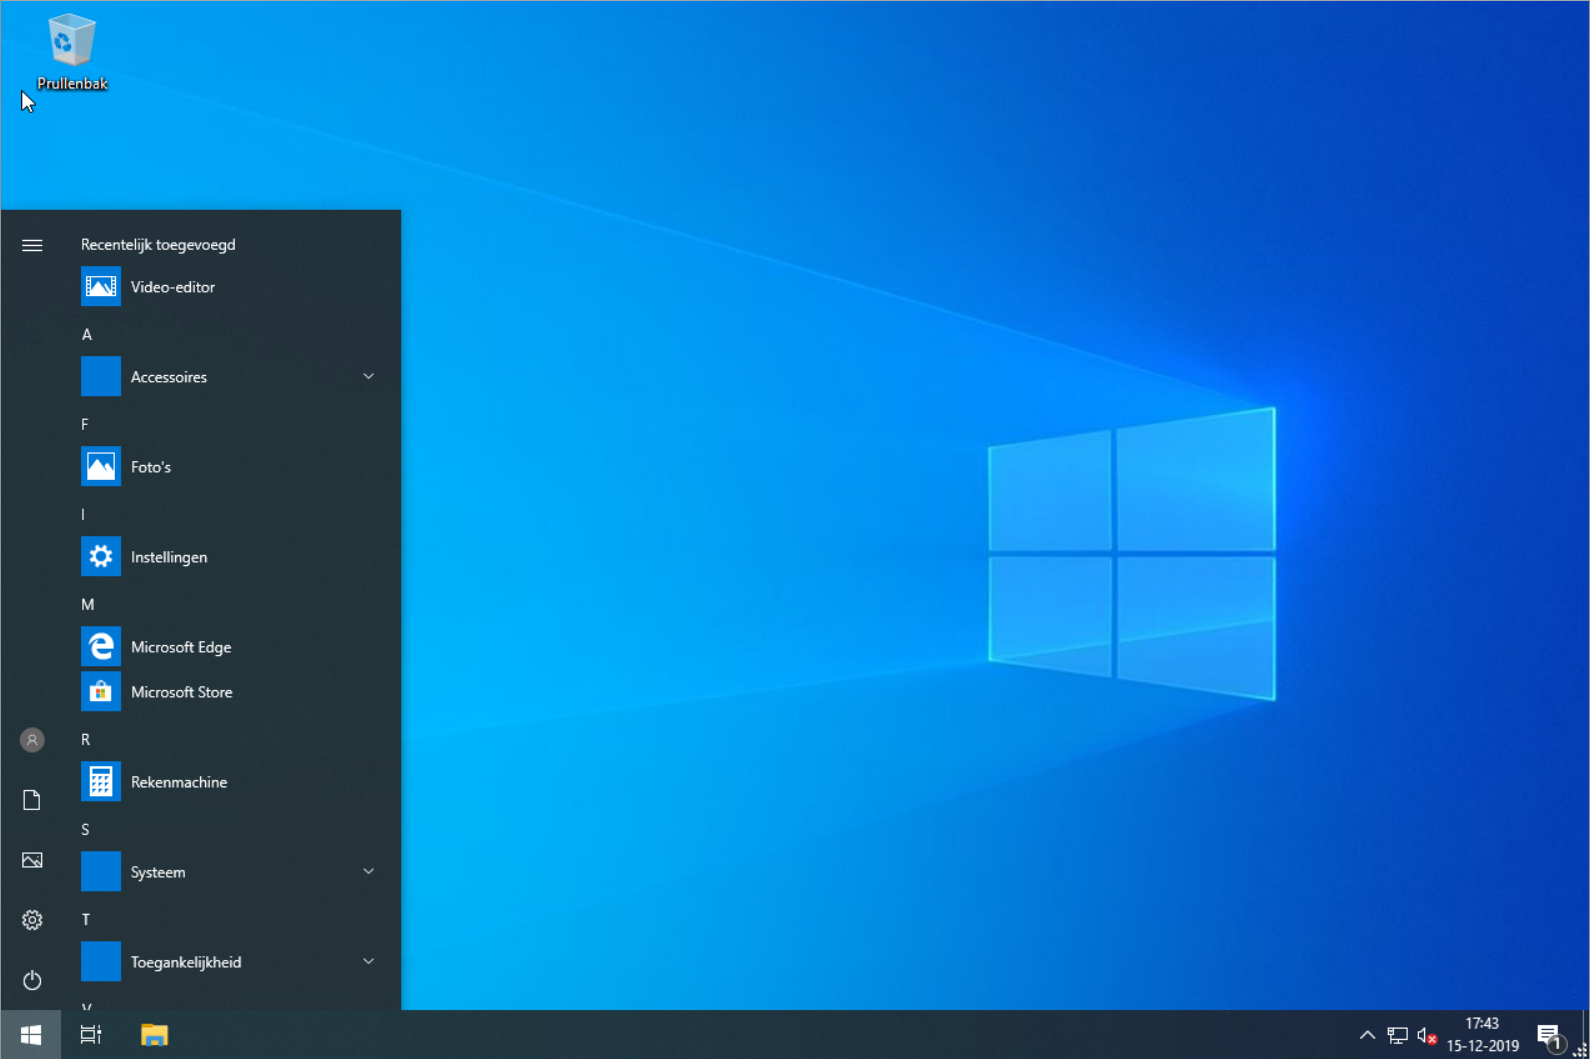 Prullenbak
Recentelijk toegevoegd
Video-editor
A
Accessoires
F
Foto's
I
Instellingen
M
Microsoft Edge
Microsoft Store
R
Rekenmachine
S
Systeem
T
Toegankelijkheid
V
17:43
15-12-2019
1